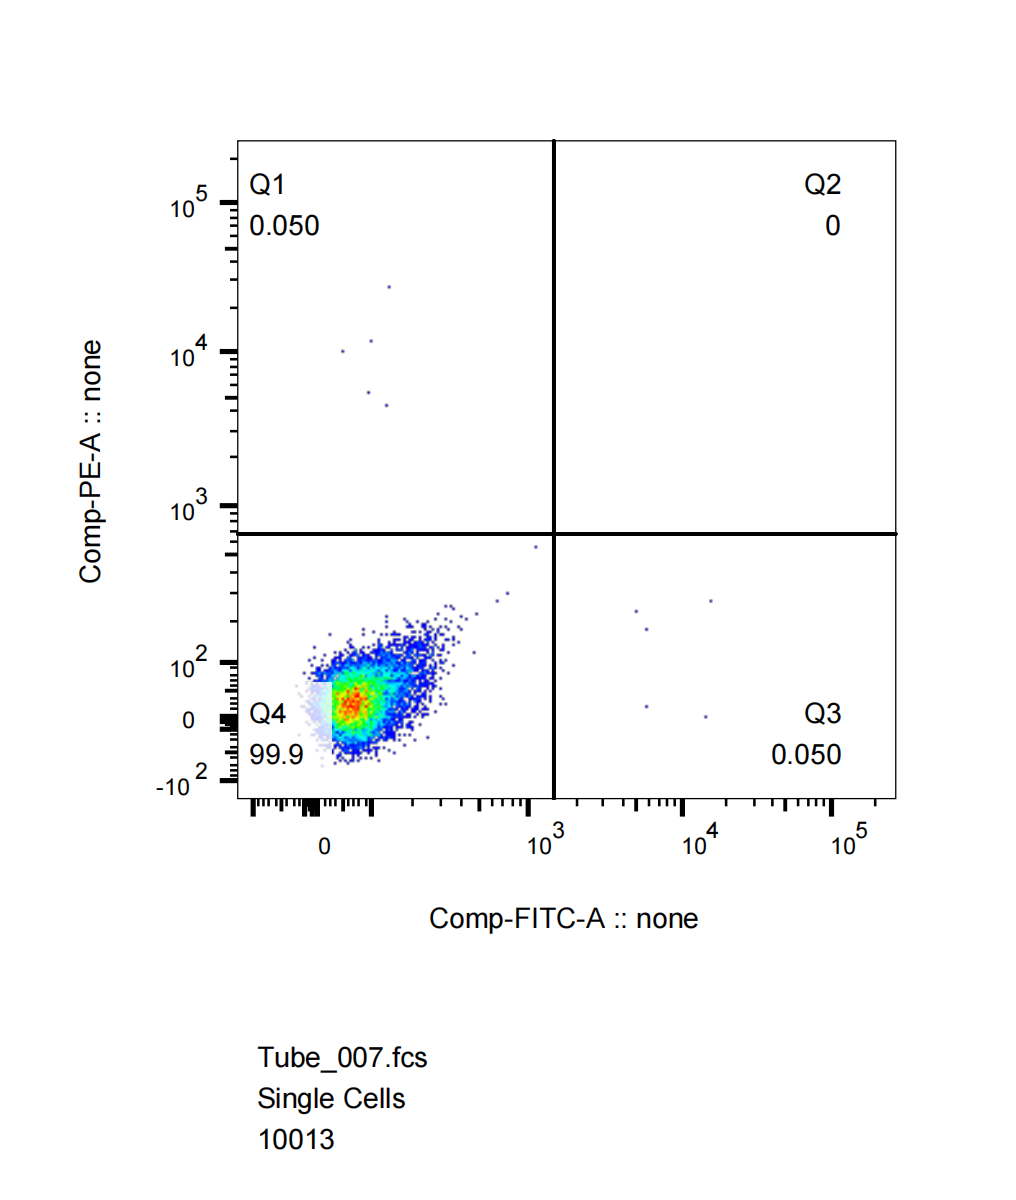 Q1
0.050
Q2
0
10^5
10^4
10^3
10^2
0
-10^2
Comp-PE-A :: none
Q4
99.9
Q3
0.050
0
10^3
10^4
10^5
Comp-FITC-A :: none
Tube_007.fcs
Single Cells
10013